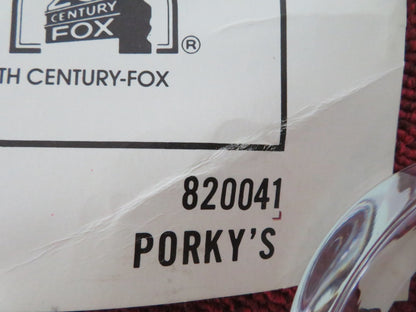 CENTURY
FOX
®
TH CENTURY-FOX
820041
PORKY'S